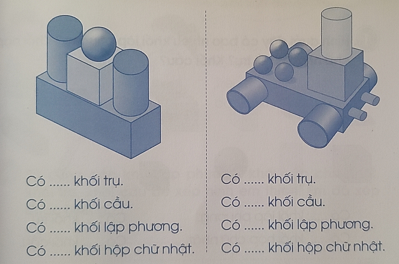 Có ...... khối trụ.
Có ...... khối cầu.
Có ...... khối lập phương.
Có ...... khối hộp chữ nhật.
Có ...... khối trụ.
Có ...... khối cầu.
Có ...... khối lập phương.
Có ...... khối hộp chữ nhật.